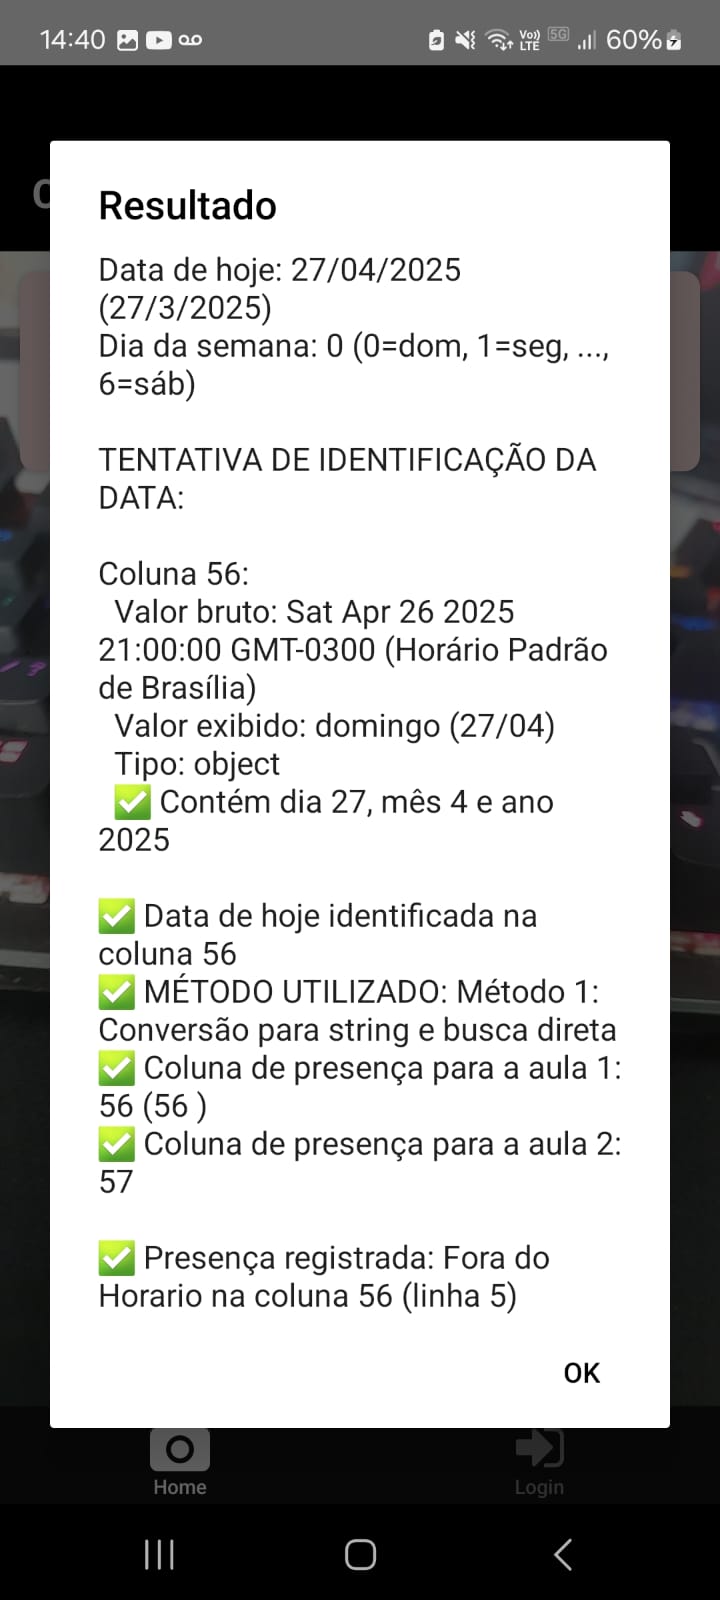 14:40
Vo)) LTE 5G 60%
Resultado
Data de hoje: 27/04/2025
(27/3/2025)
Dia da semana: 0 (0=dom, 1=seg, ...,
6=sáb)
TENTATIVA DE IDENTIFICAÇÃO DA
DATA:
Coluna 56:
Valor bruto: Sat Apr 26 2025
21:00:00 GMT-0300 (Horário Padrão
de Brasília)
Valor exibido: domingo (27/04)
Tipo: object
✅ Contém dia 27, mês 4 e ano
2025
✅ Data de hoje identificada na
coluna 56
✅ MÉTODO UTILIZADO: Método 1:
Conversão para string e busca direta
✅ Coluna de presença para a aula 1:
56 (56 )
✅ Coluna de presença para a aula 2:
57
✅ Presença registrada: Fora do
Horario na coluna 56 (linha 5)
OK
Home
Login